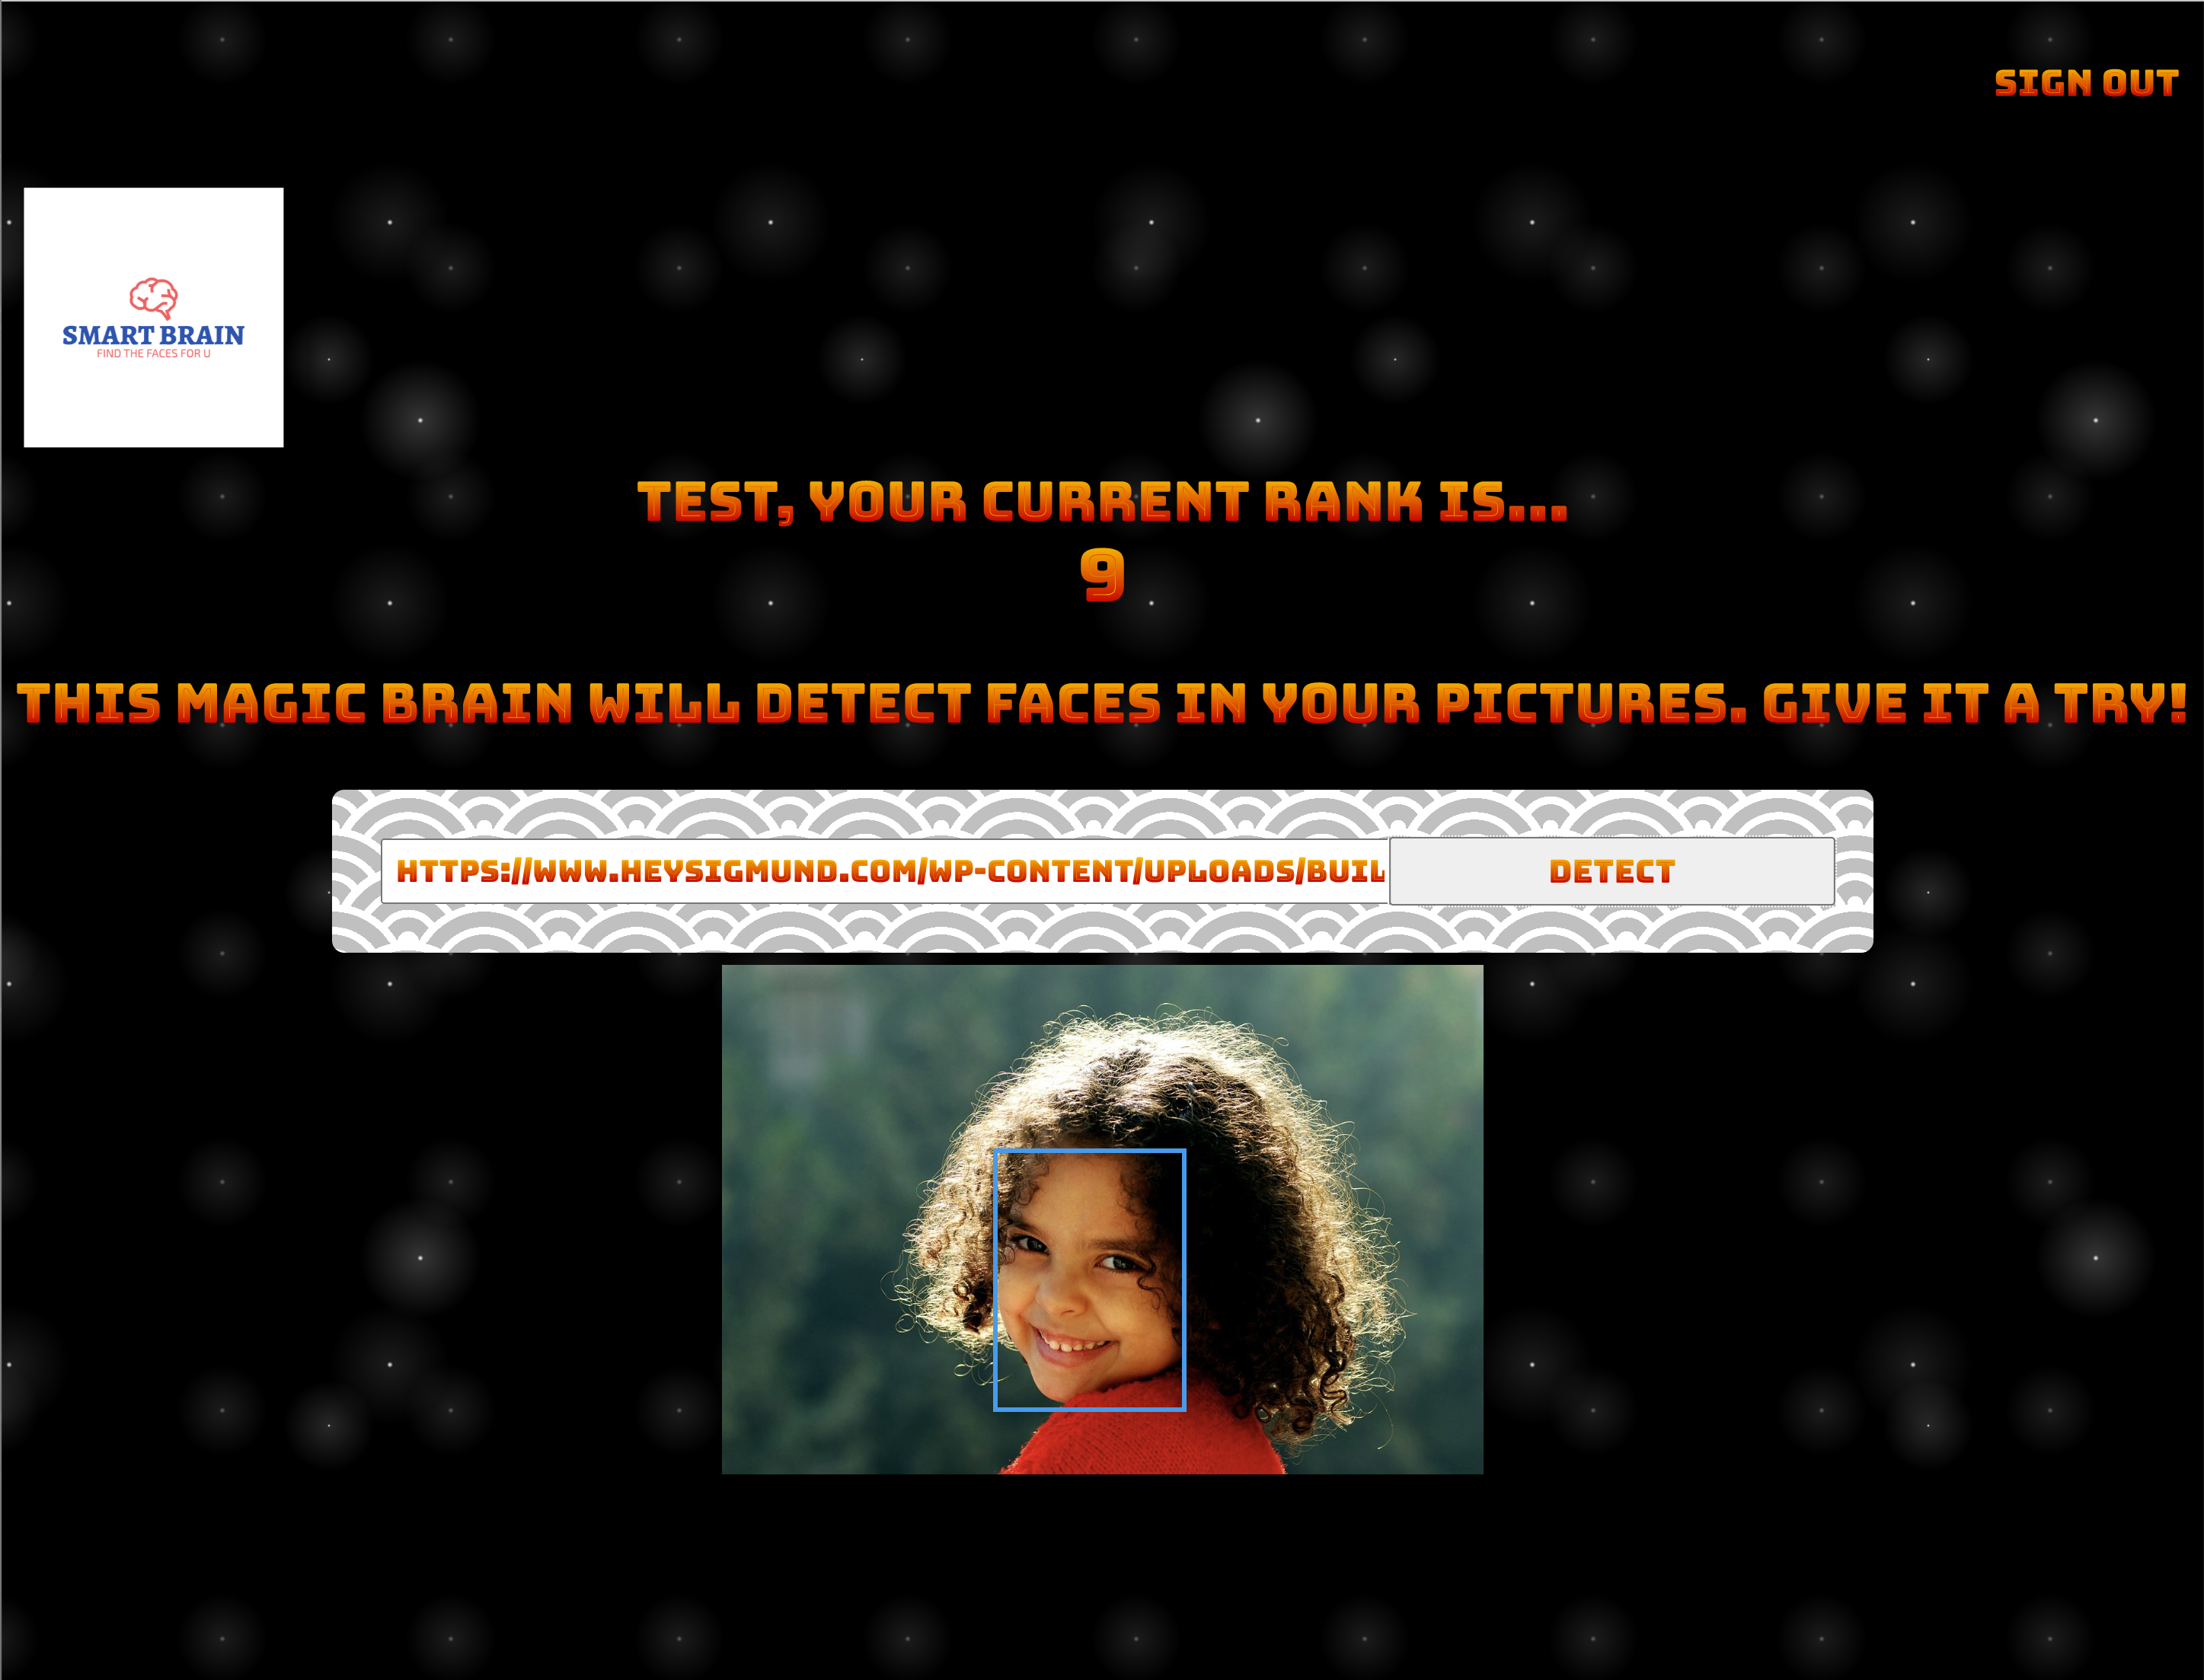 SIGN OUT
SMART BRAIN
FIND THE FACES FOR U
TEST, YOUR CURRENT RANK IS...
9
THIS MAGIC BRAIN WILL DETECT FACES IN YOUR PICTURES. GIVE IT A TRY!
HTTPS://WWW.HEYSIGMUND.COM/WP-CONTENT/UPLOADS/BUIL
DETECT